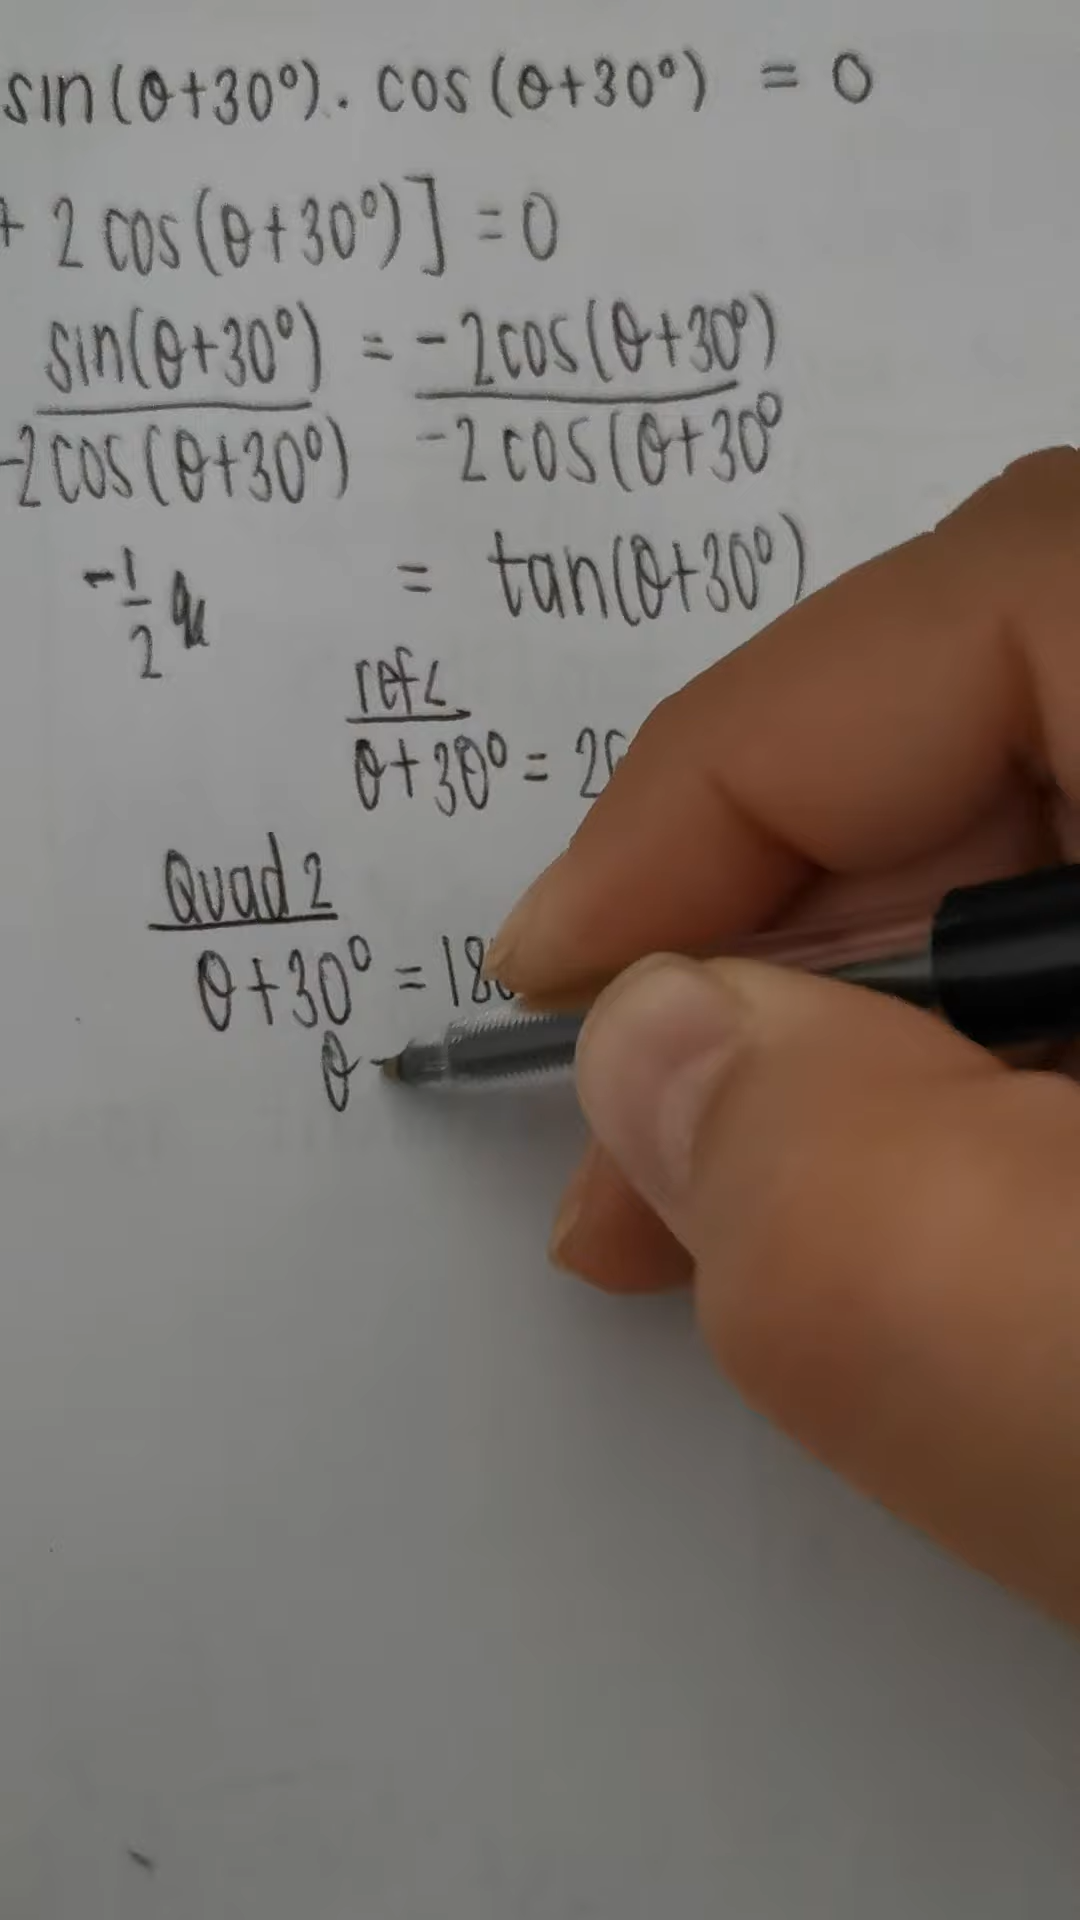 sin(θ+30°). cos(θ+30°) = 0
+ 2 cos(θ+30°)] = 0
sin(θ+30°) = -2cos(θ+30°)
-2cos(θ+30°) -2cos(θ+30°
-1/2 = tan(θ+30°)
ref<
θ+30° = 2
Quad 2
θ+30° = 18
θ